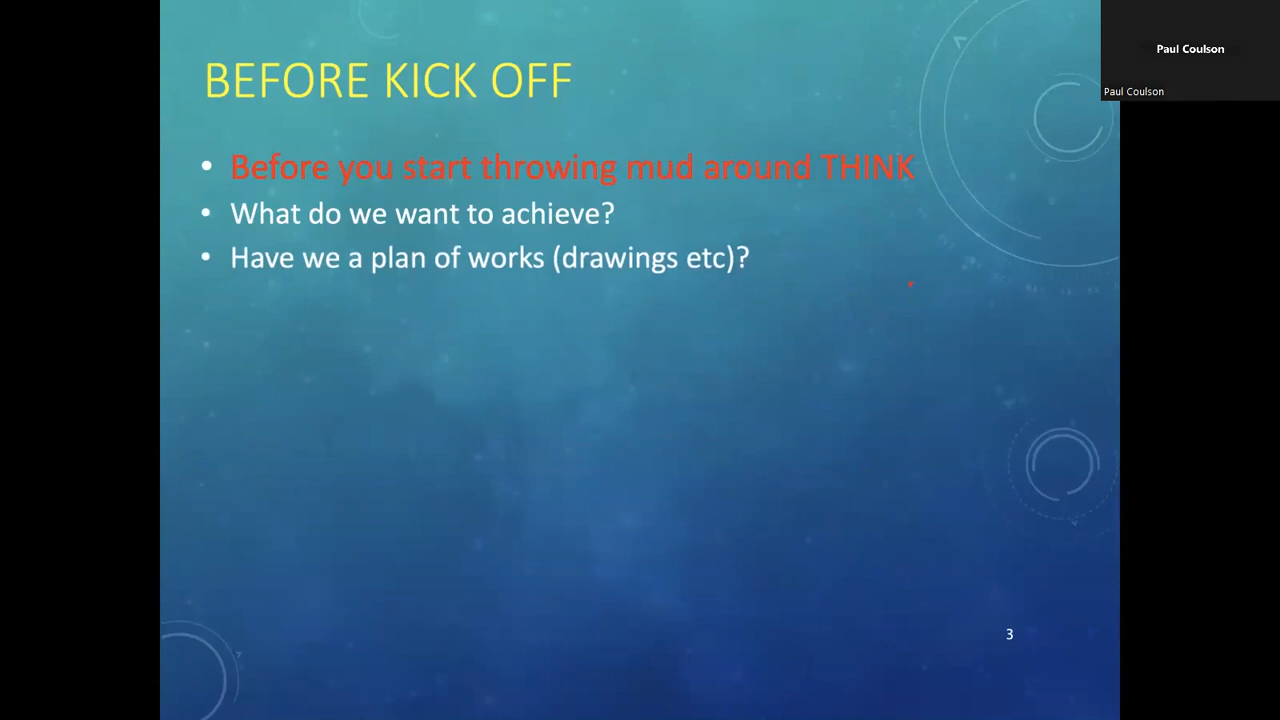 Paul Coulson
Paul Coulson
BEFORE KICK OFF
• Before you start throwing mud around THINK
• What do we want to achieve?
• Have we a plan of works (drawings etc)?
3